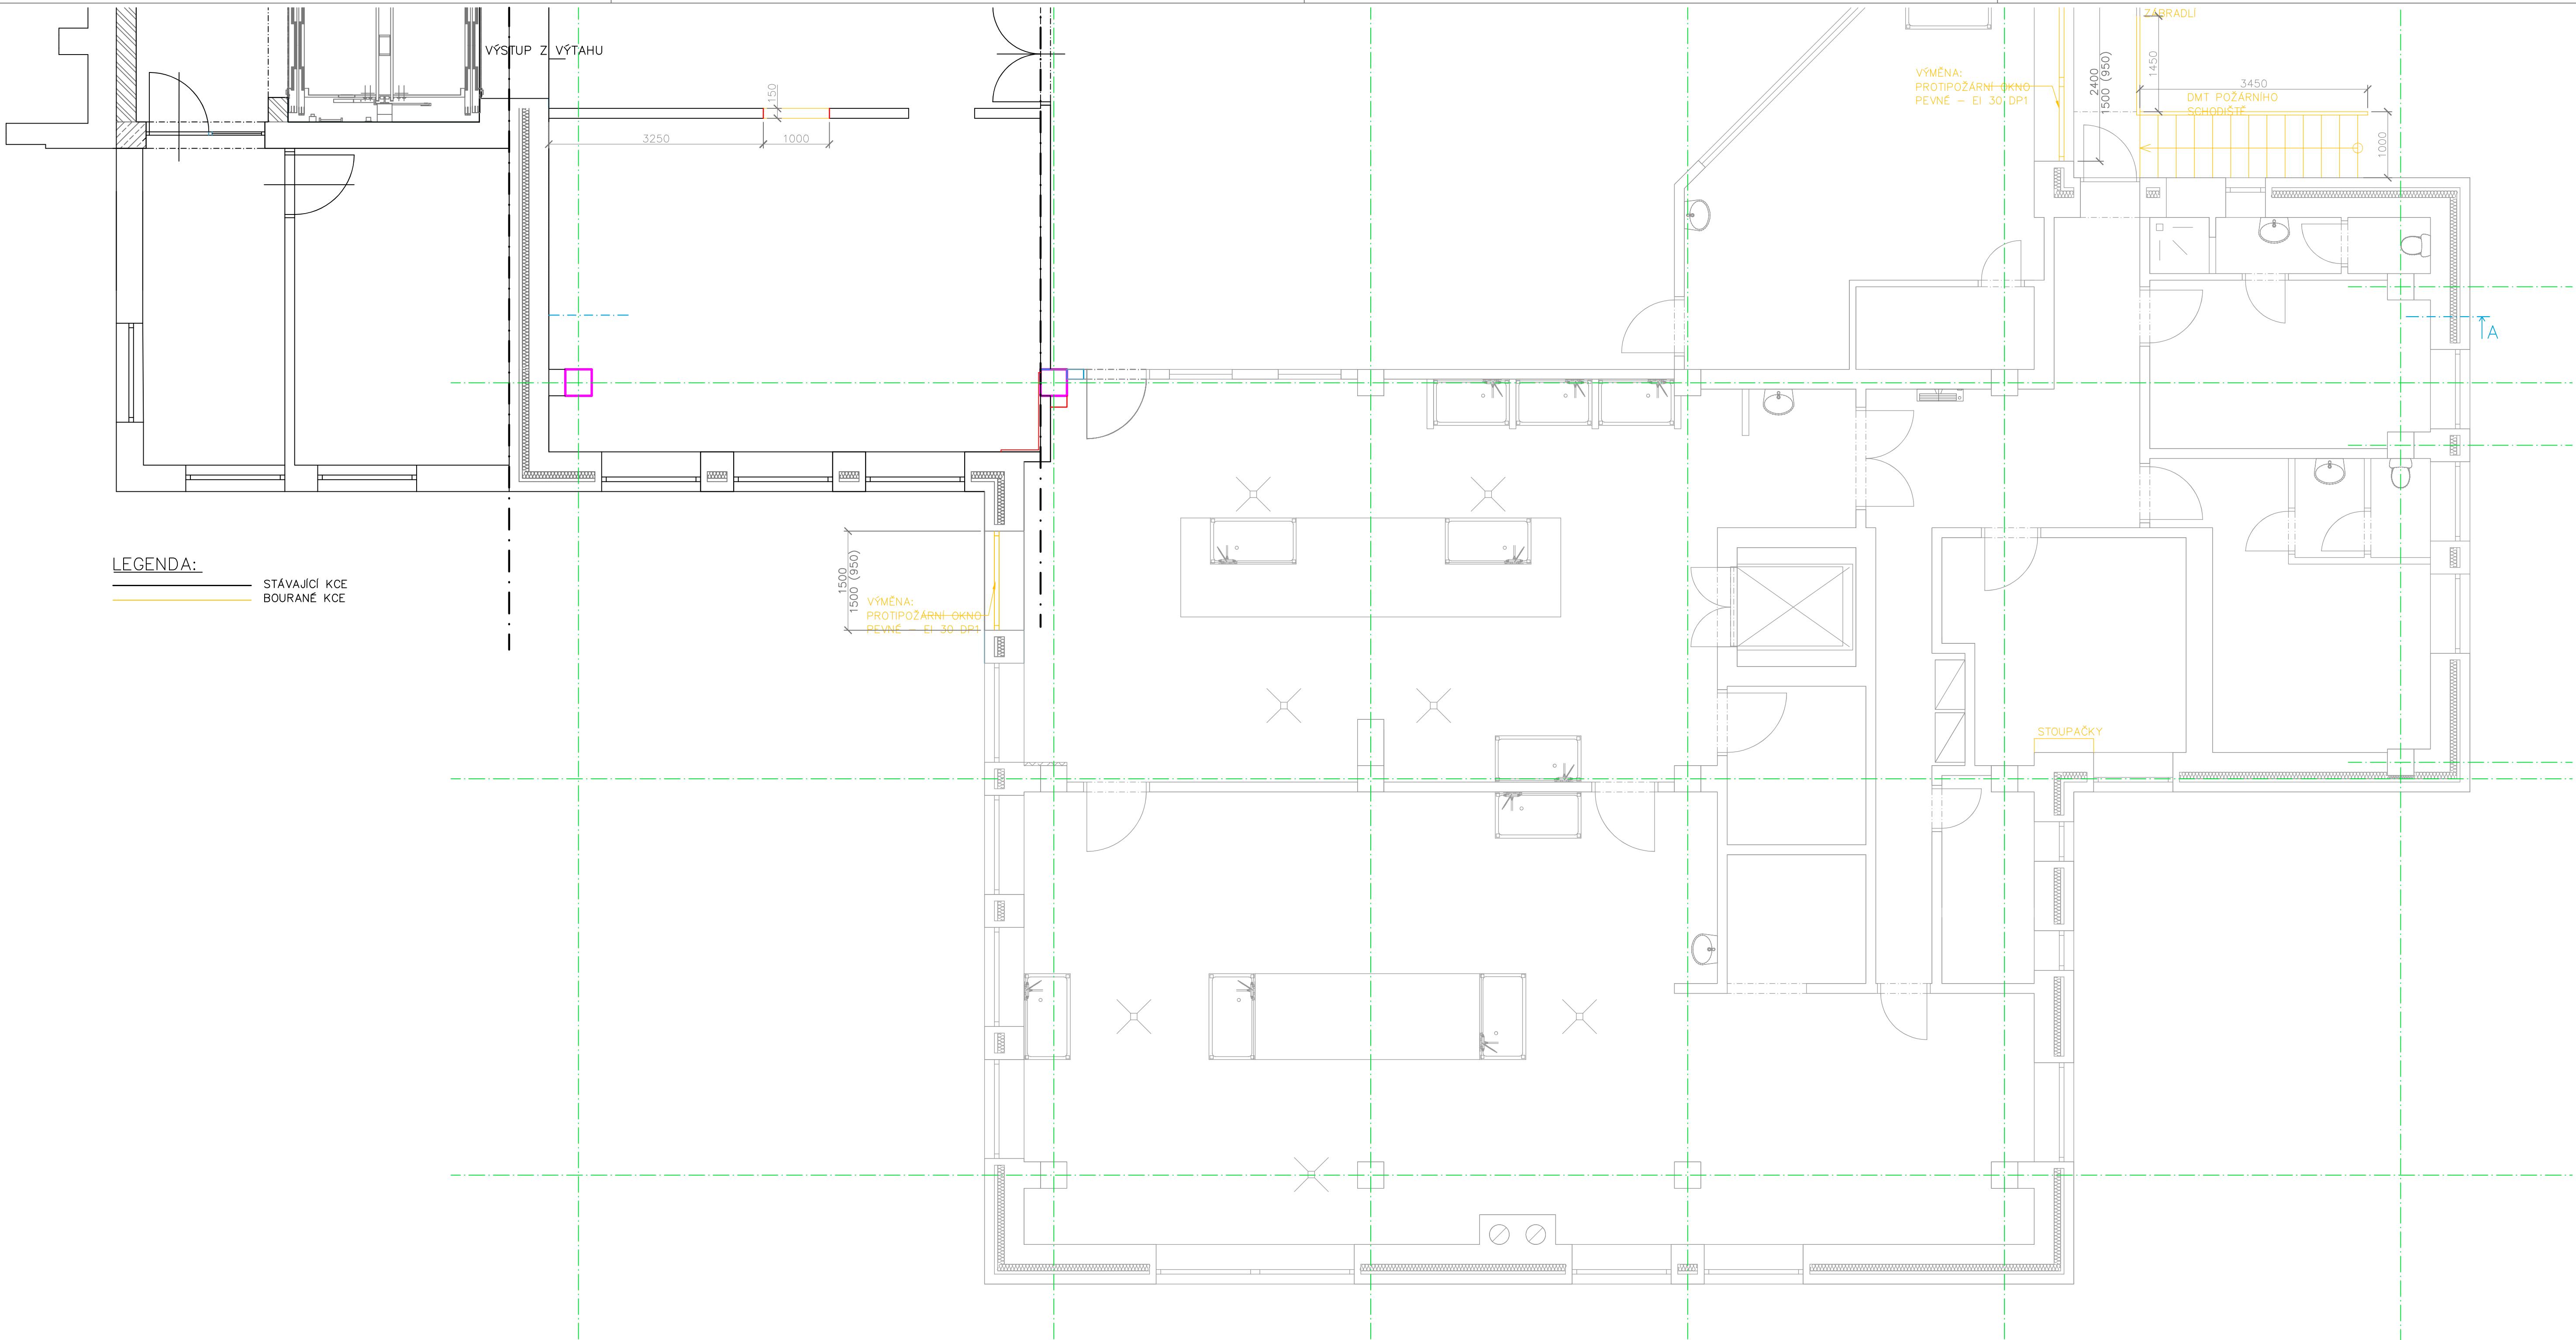 ZÁBRADLÍ
VÝSTUP Z VÝTAHU
1450
2400
1500 (950)
VÝMĚNA:
PROTIPOŽÁRNÍ OKNO
PEVNÉ – EI 30 DP1
3450
DMT POŽÁRNÍHO
SCHODIŠTĚ
150
3250
1000
1000
A
LEGENDA:
STÁVAJÍCÍ KCE
BOURANÉ KCE
1500
1500 (950)
VÝMĚNA:
PROTIPOŽÁRNÍ OKNO
PEVNÉ – EI 30 DP1
STOUPAČKY